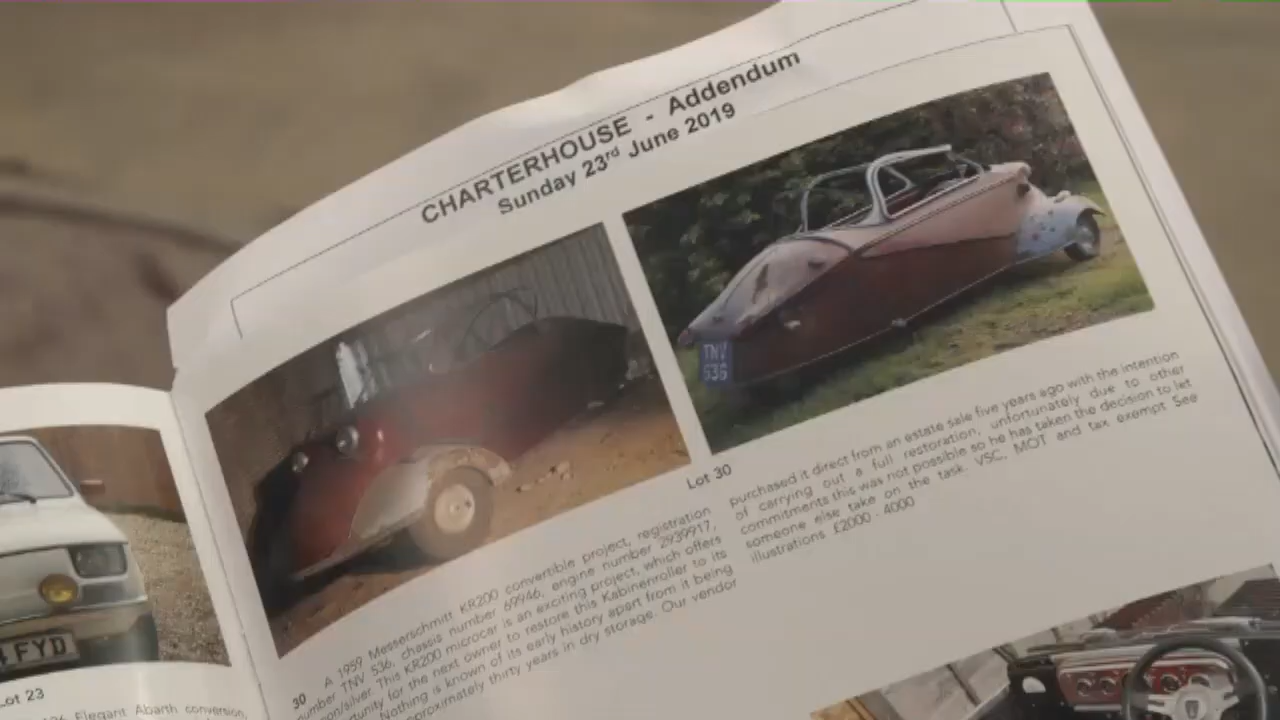 CHARTERHOUSE - Addendum
Sunday 23rd June 2019
TNV
536
Lot 30
30 A 1959 Messerschmitt KR200 convertible project, registration
number TNV 536, chassis number 69946, engine number 2939917,
on/silver. This KR200 microcar is an exciting project, which offers
rtunity for the next owner to restore this Kabinenroller to its
Nothing is known of its early history apart from it being
proximately thirty years in dry storage. Our vendor
purchased it direct from an estate sale five years ago with the intention
of carrying out a full restoration, unfortunately due to other
commitments this was not possible so he has taken the decision to let
someone else take on the task. VSC, MOT and tax exempt. See
illustrations £2000 - 4000
FYD
Lot 23
Elegant Abarth conversion,